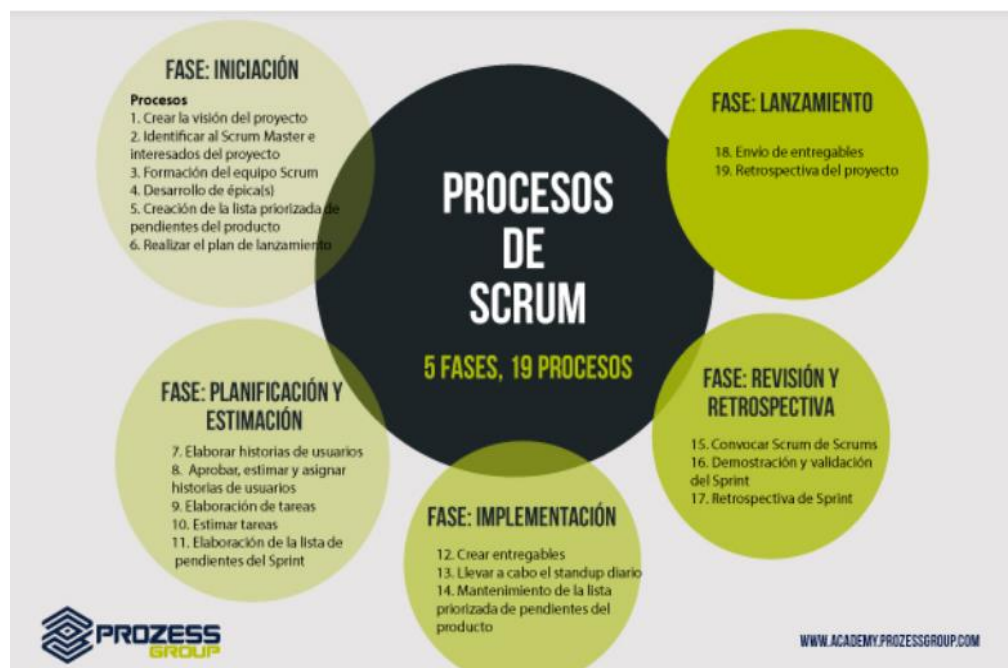 FASE: INICIACIÓN
Procesos
1. Crear la visión del proyecto
2. Identificar al Scrum Master e
interesados del proyecto
3. Formación del equipo Scrum
4. Desarrollo de épica(s)
5. Creación de la lista priorizada de
pendientes del producto
6. Realizar el plan de lanzamiento
PROCESOS
DE
SCRUM
5 FASES, 19 PROCESOS
FASE: LANZAMIENTO
18. Envío de entregables
19. Retrospectiva del proyecto
FASE: PLANIFICACIÓN Y
ESTIMACIÓN
7. Elaborar historias de usuarios
8. Aprobar, estimar y asignar
historias de usuarios
9. Elaboración de tareas
10. Estimar tareas
11. Elaboración de la lista de
pendientes del Sprint
FASE: IMPLEMENTACIÓN
12. Crear entregables
13. Llevar a cabo el standup diario
14. Mantenimiento de la lista
priorizada de pendientes del
producto
FASE: REVISIÓN Y
RETROSPECTIVA
15. Convocar Scrum de Scrums
16. Demostración y validación
del Sprint
17. Retrospectiva de Sprint
PROZESS
GROUP
WWW.ACADEMY.PROZESSGROUP.COM